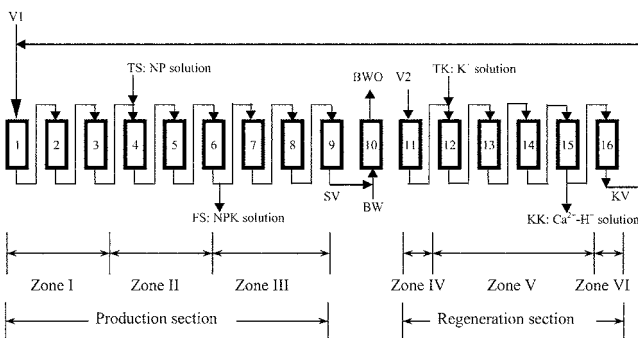 V1
TS: NP solution
BWO
V2
TK: K+ solution
1 2 3 4 5 6 7 8 9 10 11 12 13 14 15 16
SV
BW
KV
FS: NPK solution
KK: Ca2+-H+ solution
Zone I Zone II Zone III Zone IV Zone V Zone VI
Production section Regeneration section